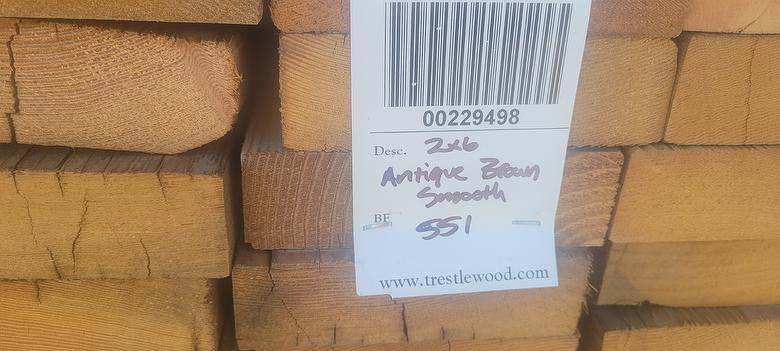 00229498
Desc. 2x6
Antique Brown
Smooth
BF 551
www.trestlewood.com